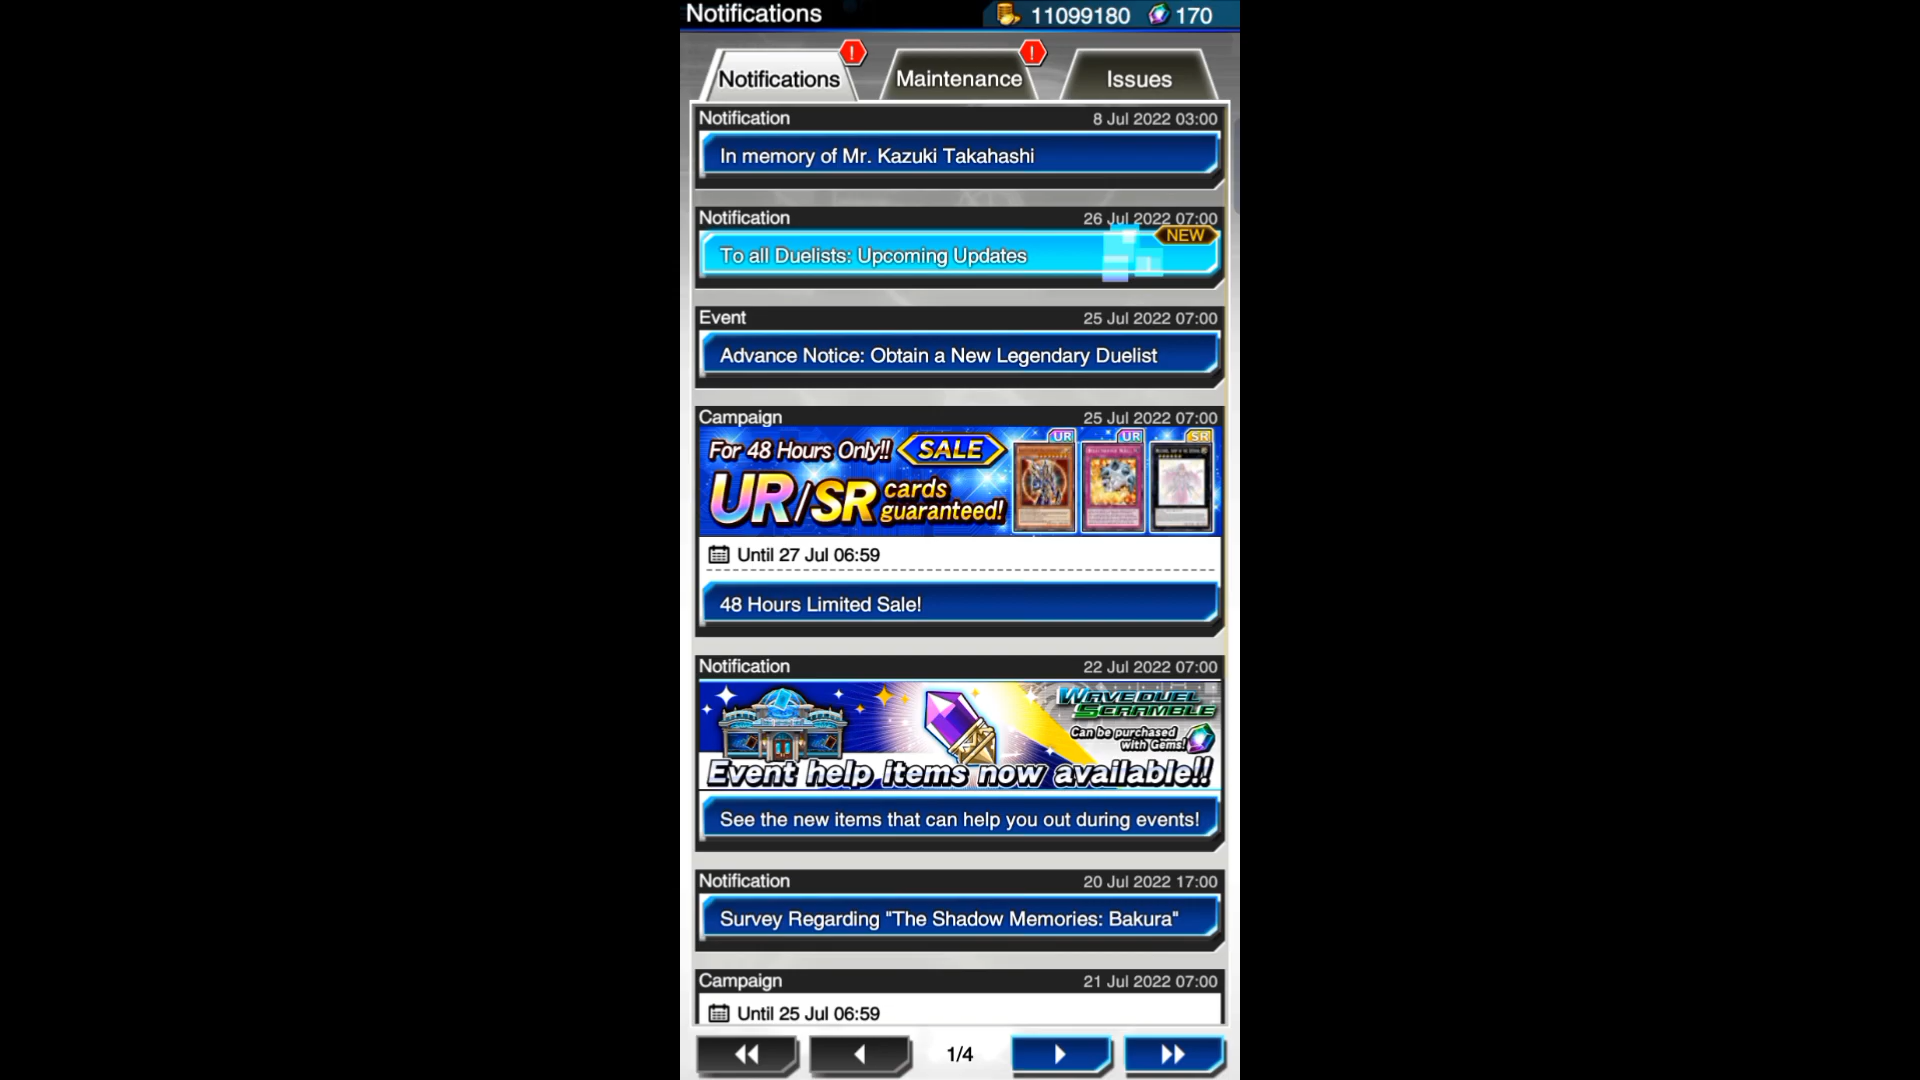 Notifications
11099180
170
Notifications
Maintenance
Issues
Notification
8 Jul 2022 03:00
In memory of Mr. Kazuki Takahashi
Notification
26 Jul 2022 07:00
NEW
To all Duelists: Upcoming Updates
Event
25 Jul 2022 07:00
Advance Notice: Obtain a New Legendary Duelist
Campaign
25 Jul 2022 07:00
For 48 Hours Only!! SALE
UR/SR cards guaranteed!
UR
UR
SR
Until 27 Jul 06:59
48 Hours Limited Sale!
Notification
22 Jul 2022 07:00
WAVE DUEL
SCRAMBLE
Can be purchased
with Gems!
Event help items now available!!
See the new items that can help you out during events!
Notification
20 Jul 2022 17:00
Survey Regarding "The Shadow Memories: Bakura"
Campaign
21 Jul 2022 07:00
Until 25 Jul 06:59
1/4